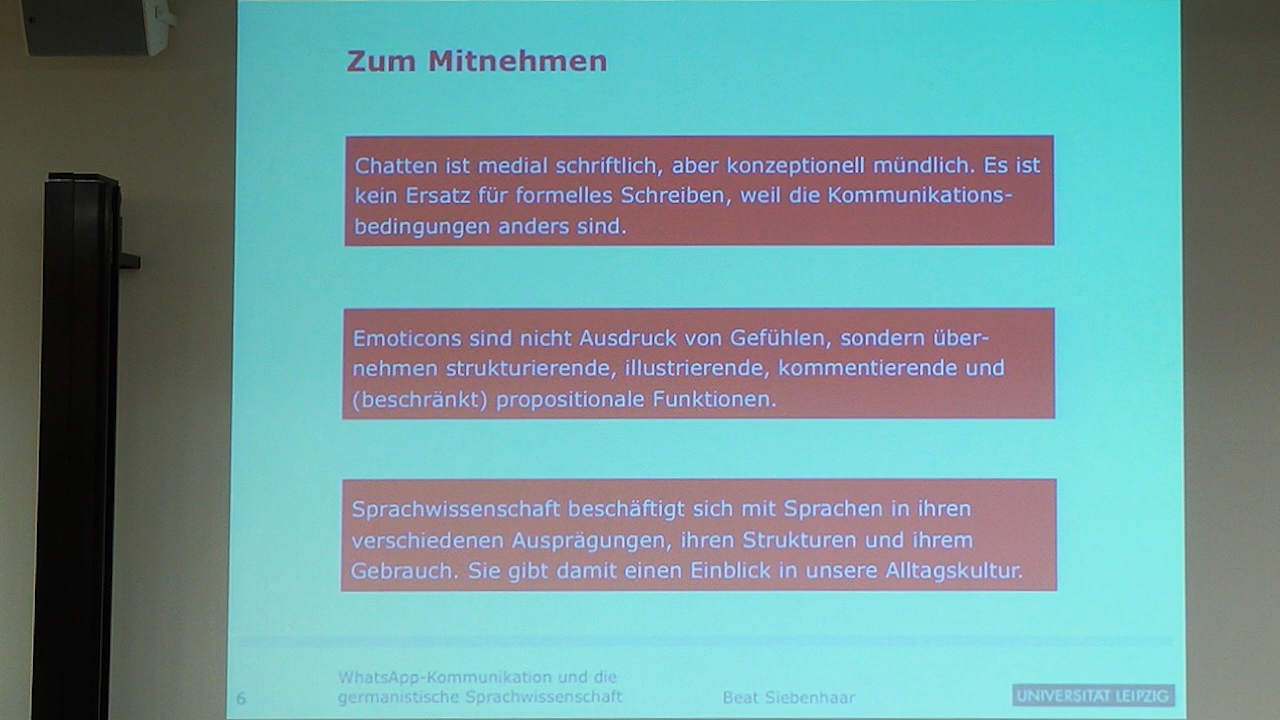 Zum Mitnehmen
Chatten ist medial schriftlich, aber konzeptionell mündlich. Es ist
kein Ersatz für formelles Schreiben, weil die Kommunikations-
bedingungen anders sind.
Emoticons sind nicht Ausdruck von Gefühlen, sondern über-
nehmen strukturierende, illustrierende, kommentierende und
(beschränkt) propositionale Funktionen.
Sprachwissenschaft beschäftigt sich mit Sprachen in ihren
verschiedenen Ausprägungen, ihren Strukturen und ihrem
Gebrauch. Sie gibt damit einen Einblick in unsere Alltagskultur.
6
WhatsApp-Kommunikation und die
germanistische Sprachwissenschaft
Beat Siebenhaar
UNIVERSITÄT LEIPZIG